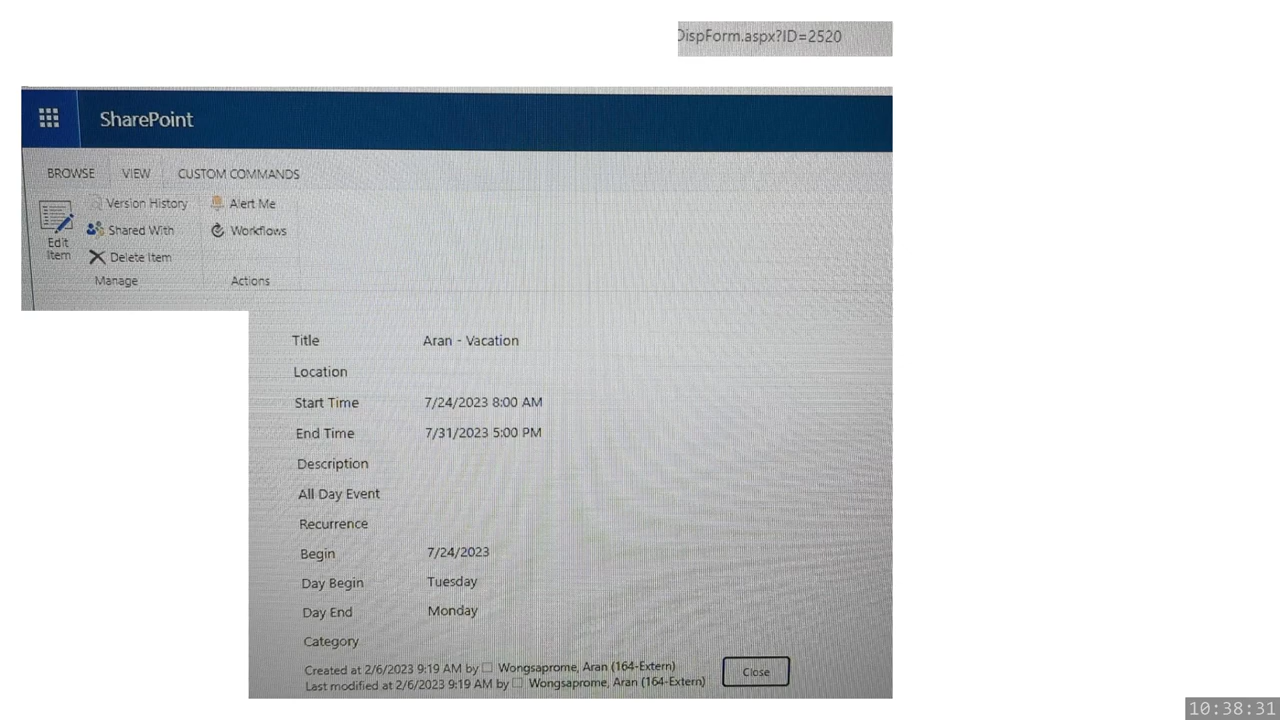 DispForm.aspx?ID=2520
SharePoint
BROWSE VIEW CUSTOM COMMANDS
Version History
Shared With
Delete Item
Edit
Item
Manage
Alert Me
Workflows
Actions
Title Aran - Vacation
Location
Start Time 7/24/2023 8:00 AM
End Time 7/31/2023 5:00 PM
Description
All Day Event
Recurrence
Begin 7/24/2023
Day Begin Tuesday
Day End Monday
Category
Created at 2/6/2023 9:19 AM by Wongsaprome, Aran (164-Extern)
Last modified at 2/6/2023 9:19 AM by Wongsaprome, Aran (164-Extern)
Close
10:38:31